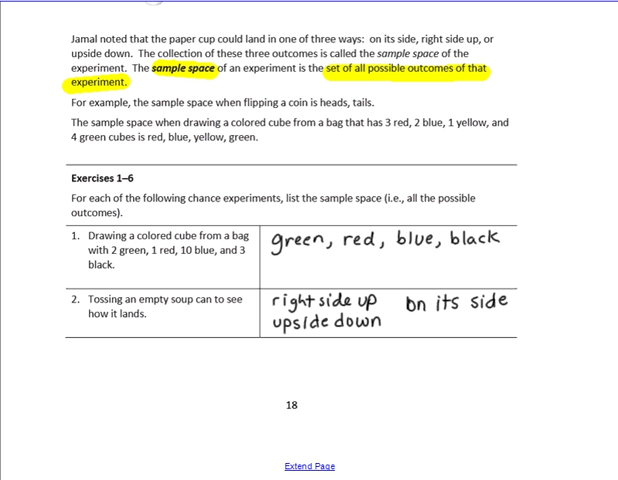 Jamal noted that the paper cup could land in one of three ways:  on its side, right side up, or
upside down.  The collection of these three outcomes is called the sample space of the
experiment.  The sample space of an experiment is the set of all possible outcomes of that
experiment.
For example, the sample space when flipping a coin is heads, tails.
The sample space when drawing a colored cube from a bag that has 3 red, 2 blue, 1 yellow, and
4 green cubes is red, blue, yellow, green.
Exercises 1–6
For each of the following chance experiments, list the sample space (i.e., all the possible
outcomes).
1. Drawing a colored cube from a bag
with 2 green, 1 red, 10 blue, and 3
black.
green, red, blue, black
2. Tossing an empty soup can to see
how it lands.
right side up on its side
upside down
18
Extend Page